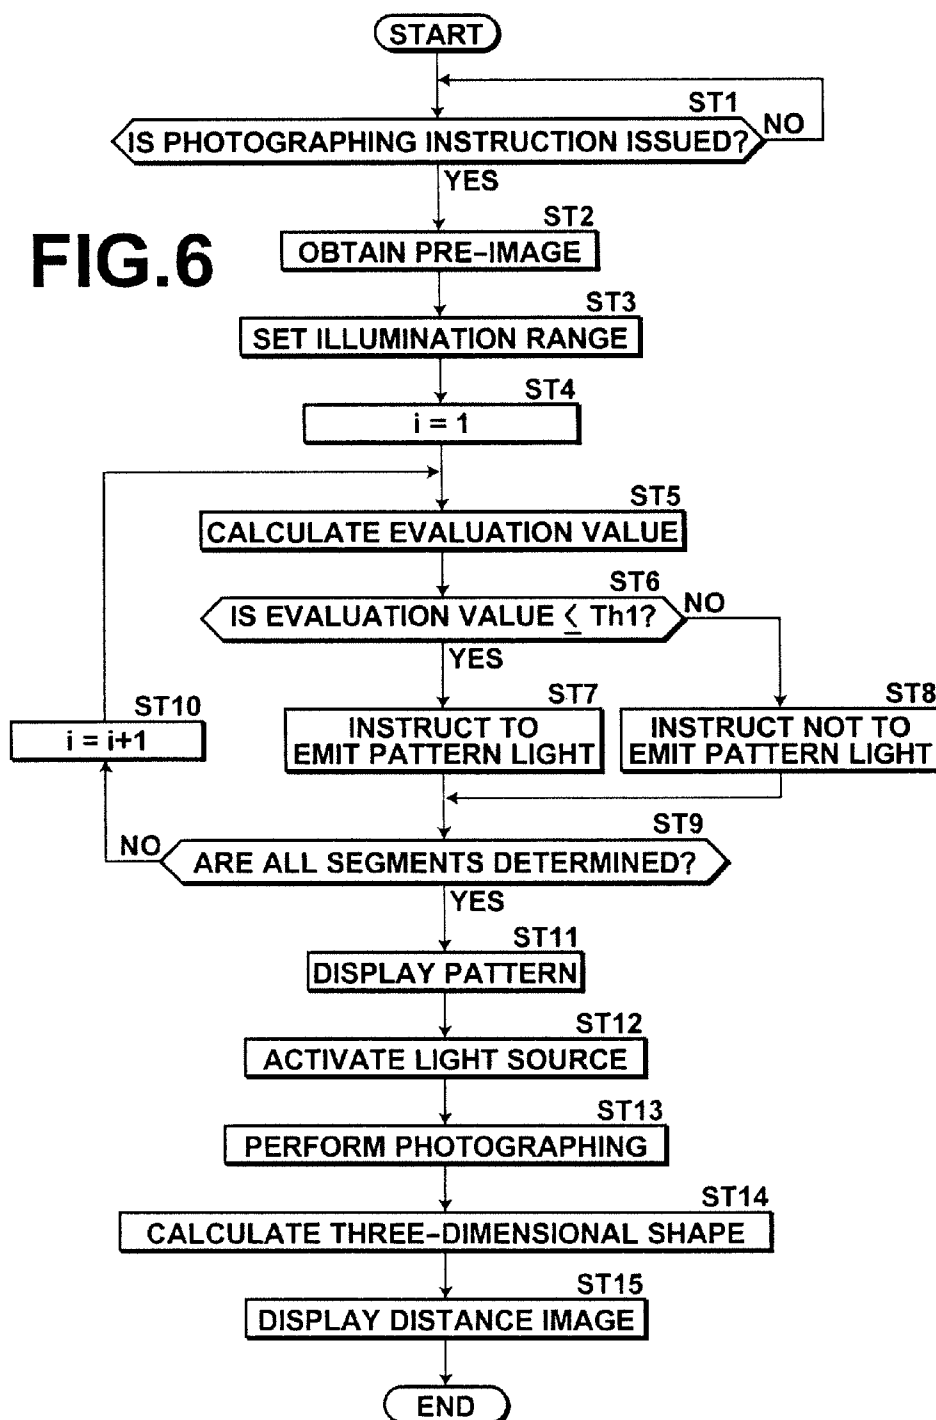 START
ST1
IS PHOTOGRAPHING INSTRUCTION ISSUED?
NO
YES
FIG.6
ST2
OBTAIN PRE-IMAGE
ST3
SET ILLUMINATION RANGE
ST4
i = 1
ST5
CALCULATE EVALUATION VALUE
ST6
IS EVALUATION VALUE ≤ Th1?
NO
YES
ST7
INSTRUCT TO
EMIT PATTERN LIGHT
ST8
INSTRUCT NOT TO
EMIT PATTERN LIGHT
ST10
i = i+1
ST9
ARE ALL SEGMENTS DETERMINED?
NO
YES
ST11
DISPLAY PATTERN
ST12
ACTIVATE LIGHT SOURCE
ST13
PERFORM PHOTOGRAPHING
ST14
CALCULATE THREE-DIMENSIONAL SHAPE
ST15
DISPLAY DISTANCE IMAGE
END